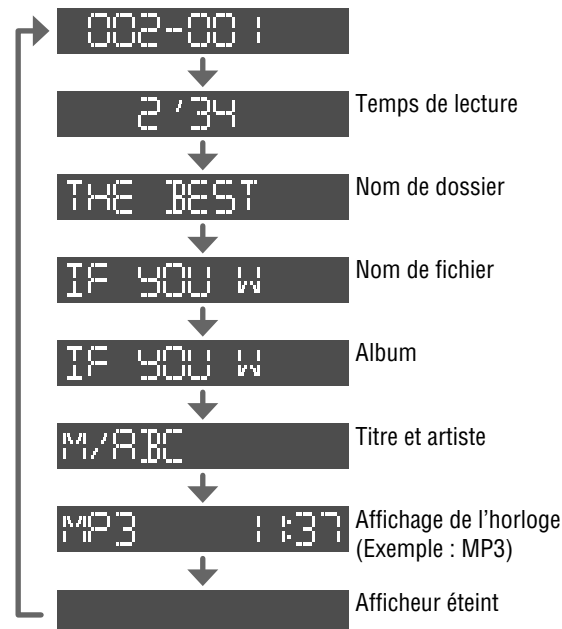 002-001
2'34 Temps de lecture
THE BEST Nom de dossier
IF YOU W Nom de fichier
IF YOU W Album
M/ABC Titre et artiste
MP3 11:37 Affichage de l’horloge
(Exemple : MP3)
Afficheur éteint